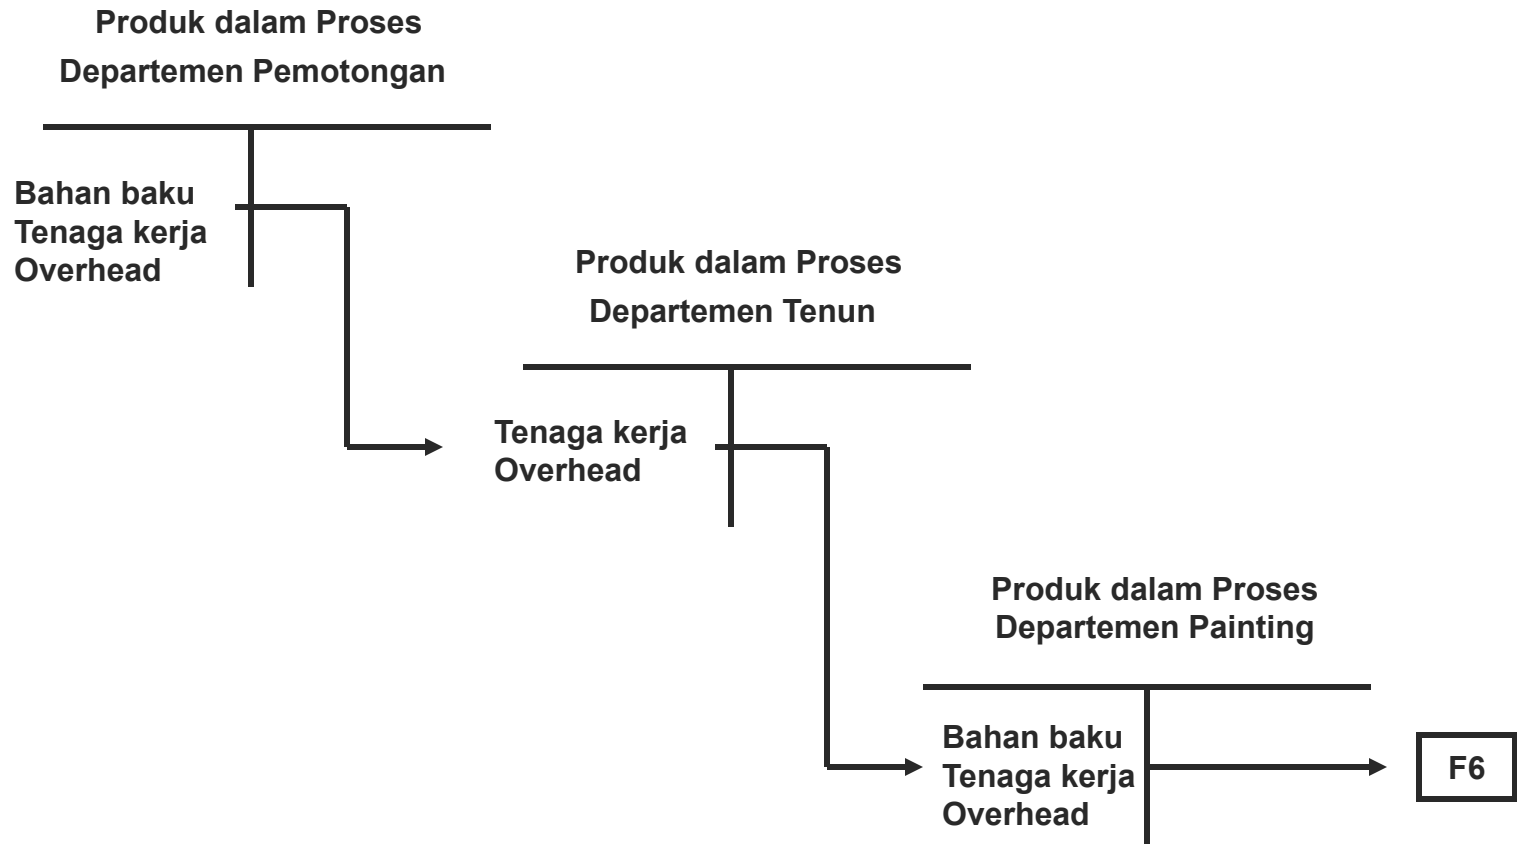 Produk dalam Proses
Departemen Pemotongan
Bahan baku
Tenaga kerja
Overhead
Produk dalam Proses
Departemen Tenun
Tenaga kerja
Overhead
Produk dalam Proses
Departemen Painting
Bahan baku
Tenaga kerja
Overhead
F6